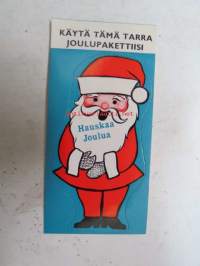 KÄYTÄ TÄMÄ TARRA
JOULUPAKETTIISI
Hauskaa
Joulua